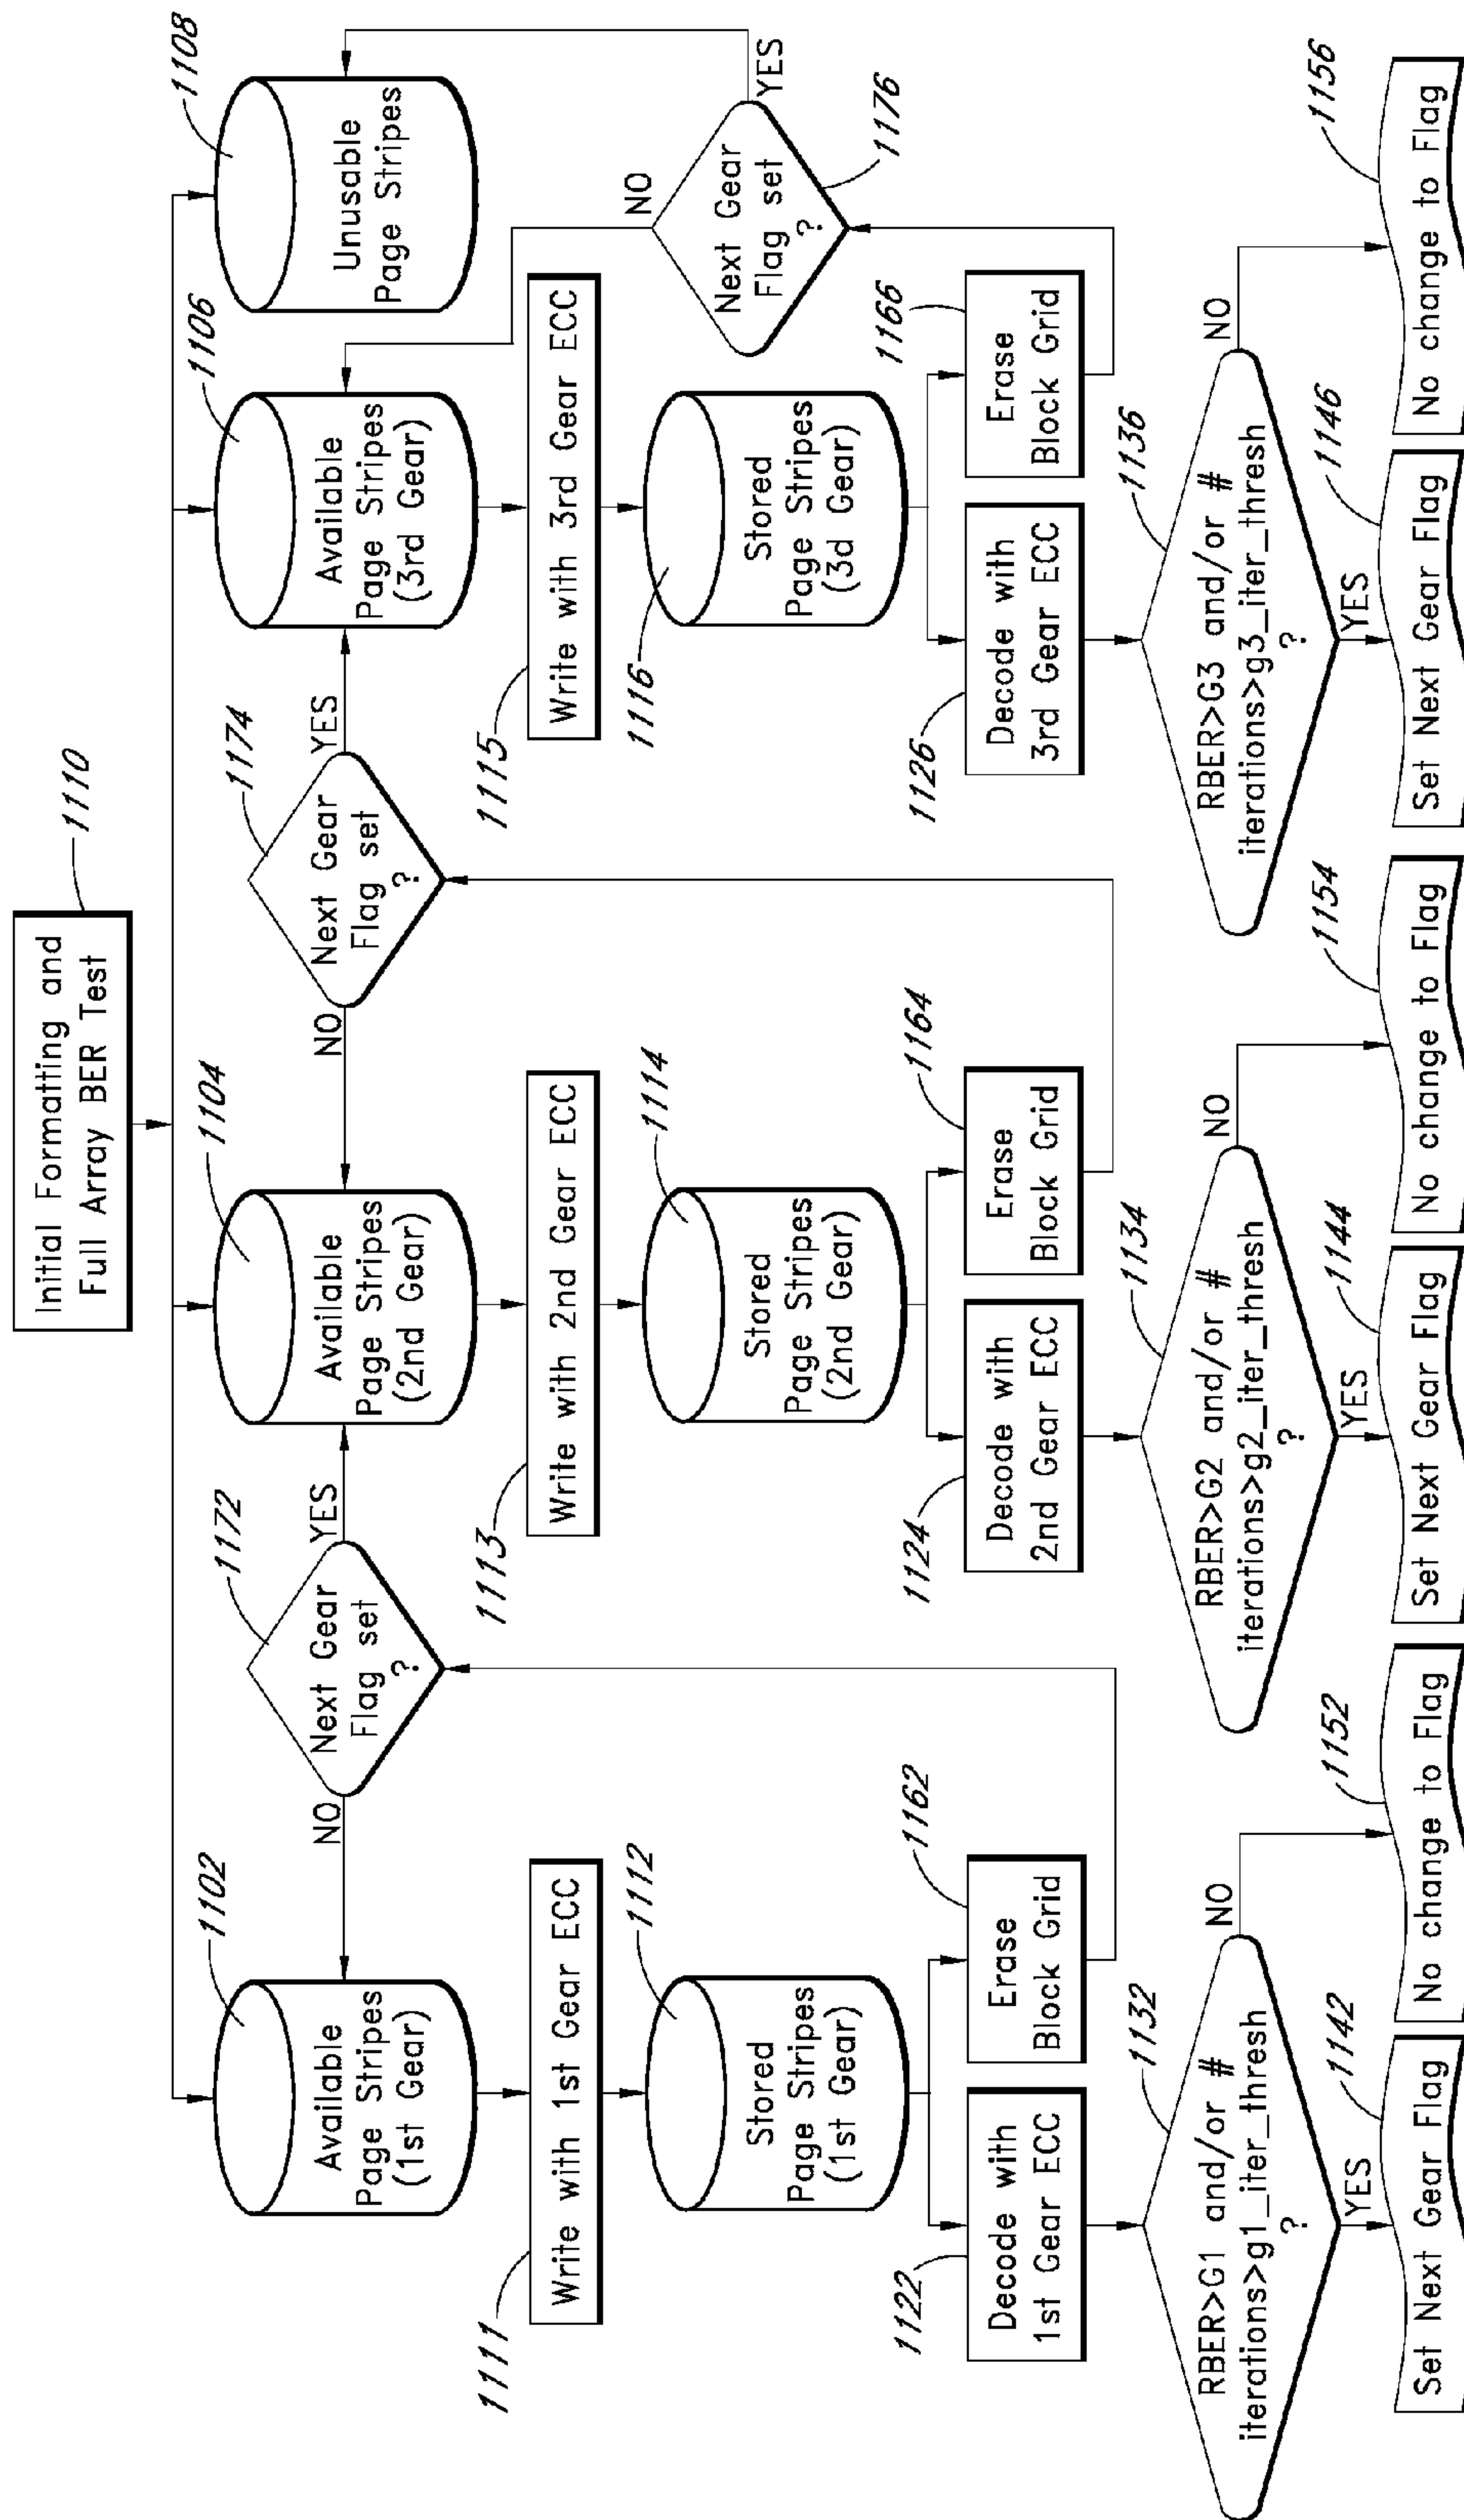 Initial Formatting and
Full Array BER Test
1110
1102
Available
Page Stripes
(1st Gear)
NO
1172
Next Gear
Flag set
?
YES
1104
Available
Page Stripes
(2nd Gear)
NO
1174
Next Gear
Flag set
?
YES
1106
Available
Page Stripes
(3rd Gear)
1108
Unusable
Page Stripes
1111
Write with 1st Gear ECC
1113
Write with 2nd Gear ECC
1115
Write with 3rd Gear ECC
NO
Next Gear
Flag set
?
YES
1176
1112
Stored
Page Stripes
(1st Gear)
1114
Stored
Page Stripes
(2nd Gear)
1116
Stored
Page Stripes
(3d Gear)
1122
Decode with
1st Gear ECC
1162
Erase
Block Grid
1124
Decode with
2nd Gear ECC
1164
Erase
Block Grid
1126
Decode with
3rd Gear ECC
1166
Erase
Block Grid
1132
RBER>G1 and/or #
iterations>g1_iter_thresh
?
NO
YES
1134
RBER>G2 and/or #
iterations>g2_iter_thresh
?
NO
YES
1136
RBER>G3 and/or #
iterations>g3_iter_thresh
?
NO
YES
1142
Set Next Gear Flag
1152
No change to Flag
1144
Set Next Gear Flag
1154
No change to Flag
1146
Set Next Gear Flag
1156
No change to Flag